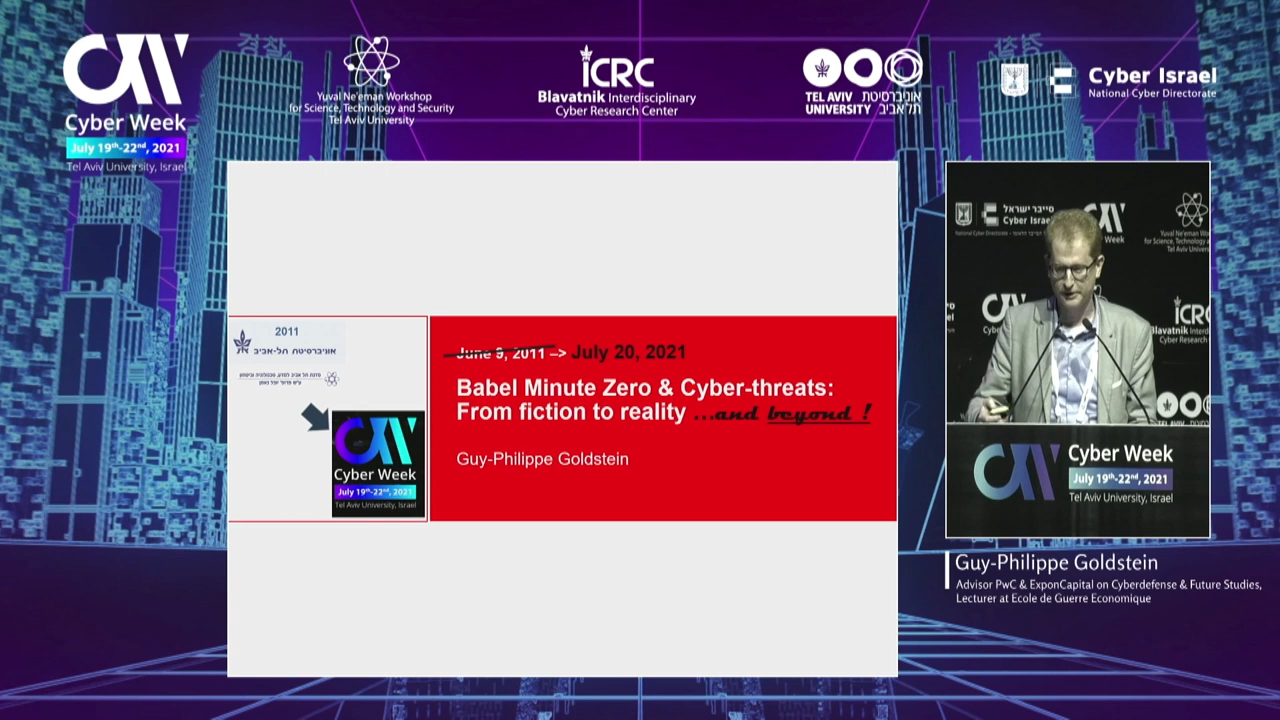 Cyber Week
July 19th-22nd, 2021
Tel Aviv University, Israel
Yuval Ne'eman Workshop
for Science, Technology and Security
Tel Aviv University
ICRC
Blavatnik Interdisciplinary
Cyber Research Center
TEL AVIV אוניברסיטת
UNIVERSITY תל אביב
Cyber Israel
National Cyber Directorate
2011
אוניברסיטת תל-אביב
Cyber Week
July 19th-22nd, 2021
Tel Aviv University, Israel
June 9, 2011 –> July 20, 2021
Babel Minute Zero & Cyber-threats:
From fiction to reality ...and beyond !
Guy-Philippe Goldstein
סייבר ישראל
Cyber Israel
Cyber Week
July 19th-22nd, 2021
Tel Aviv University, Israel
Guy-Philippe Goldstein
Advisor PwC & ExponCapital on Cyberdefense & Future Studies,
Lecturer at Ecole de Guerre Economique